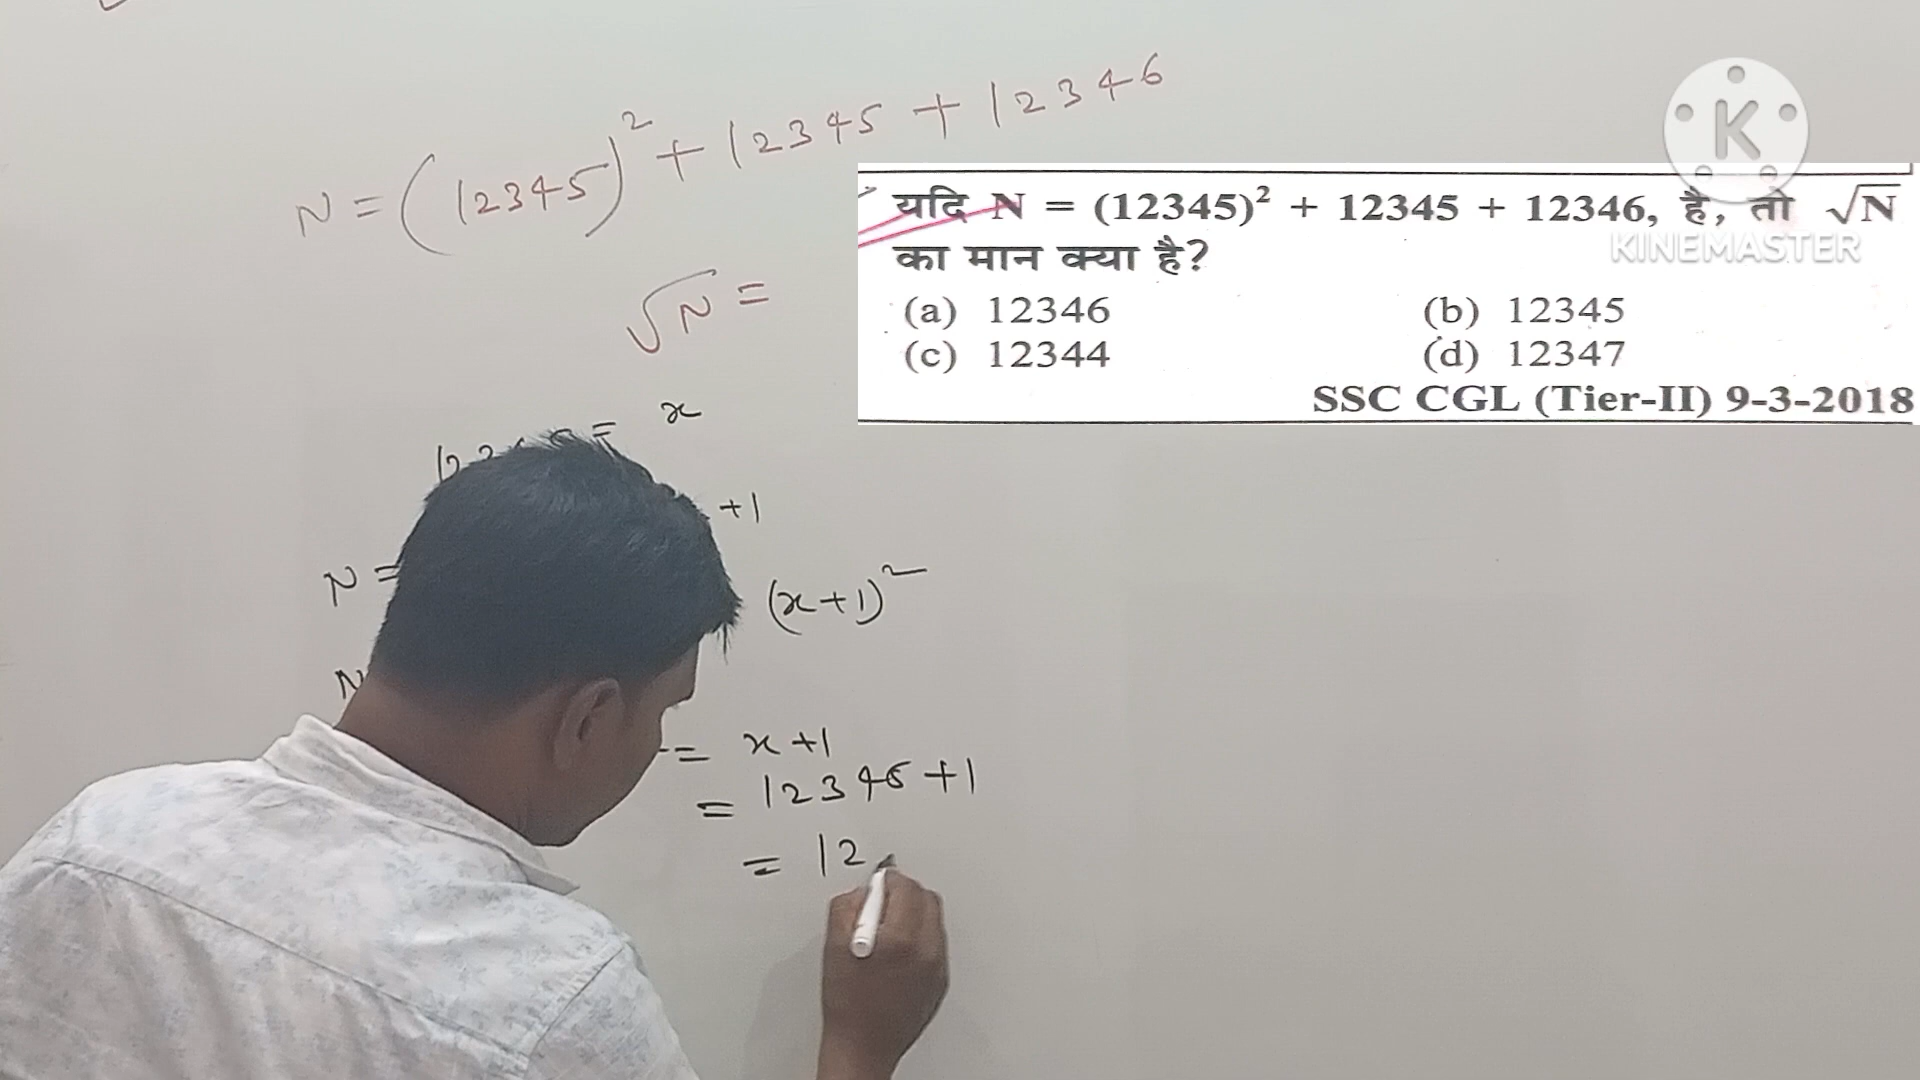 N = (12345)² + 12345 + 12346
√N =
यदि N = (12345)² + 12345 + 12346, है, तो √N
का मान क्या है?
(a) 12346 (b) 12345
(c) 12344 (d) 12347
SSC CGL (Tier-II) 9-3-2018
K
KINEMASTER
= x
+1
N =
(x+1)²
N
= x+1
= 12345+1
= 12